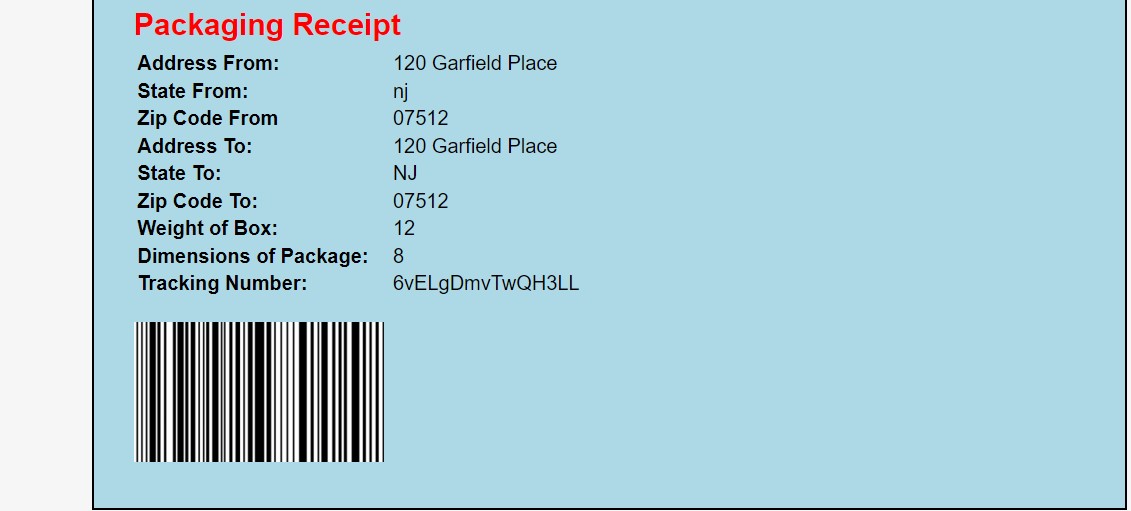 Packaging Receipt
Address From: 120 Garfield Place
State From: nj
Zip Code From 07512
Address To: 120 Garfield Place
State To: NJ
Zip Code To: 07512
Weight of Box: 12
Dimensions of Package: 8
Tracking Number: 6vELgDmvTwQH3LL